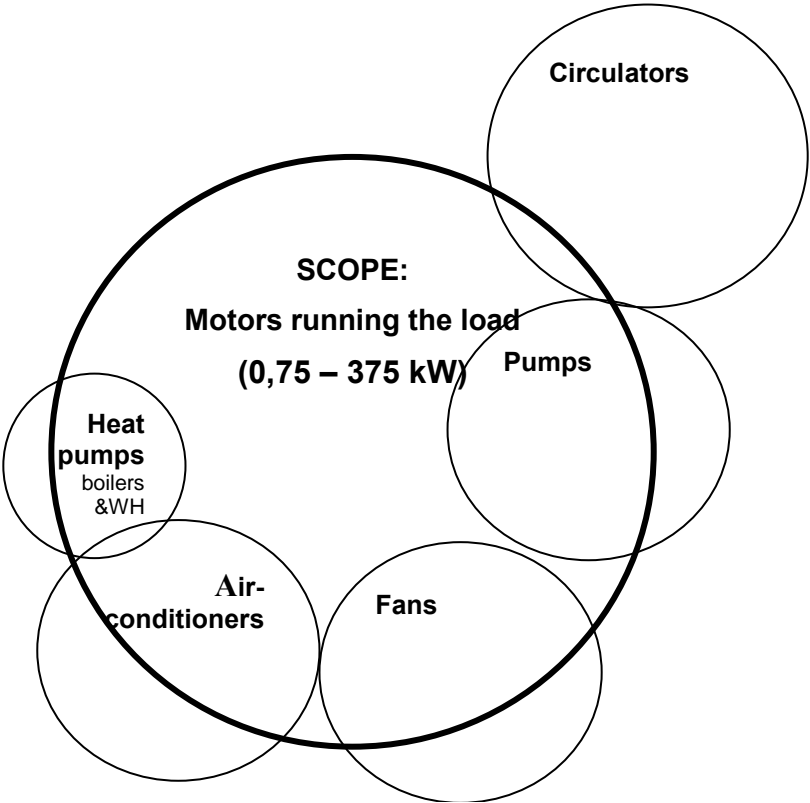 Circulators
SCOPE:
Motors running the load
(0,75 – 375 kW)
Pumps
Heat
pumps
boilers
&WH
Air-
conditioners
Fans